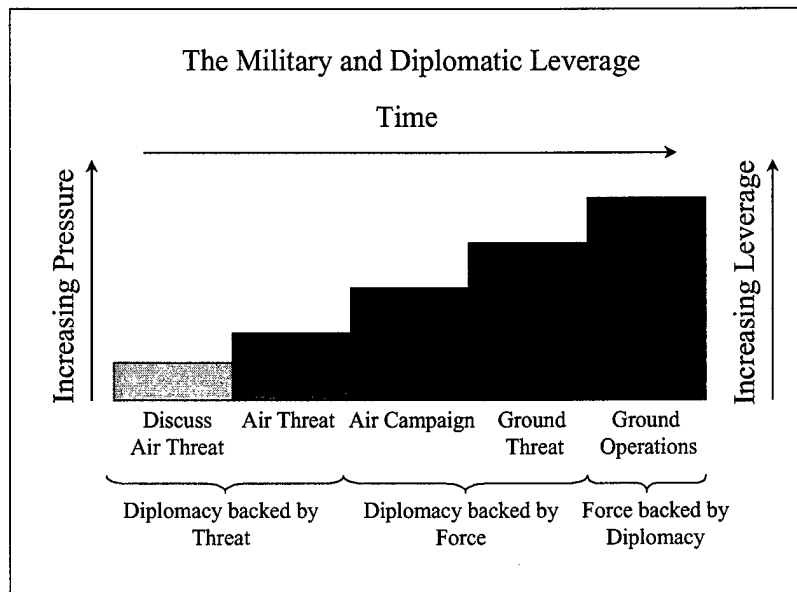 The Military and Diplomatic Leverage
Time
Increasing Pressure
Increasing Leverage
Discuss
Air Threat
Air Threat
Air Campaign
Ground
Threat
Ground
Operations
Diplomacy backed by
Threat
Diplomacy backed by
Force
Force backed by
Diplomacy